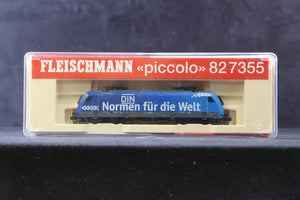 FLEISCHMANN «piccolo» 827355
DIN
Normen für die Welt